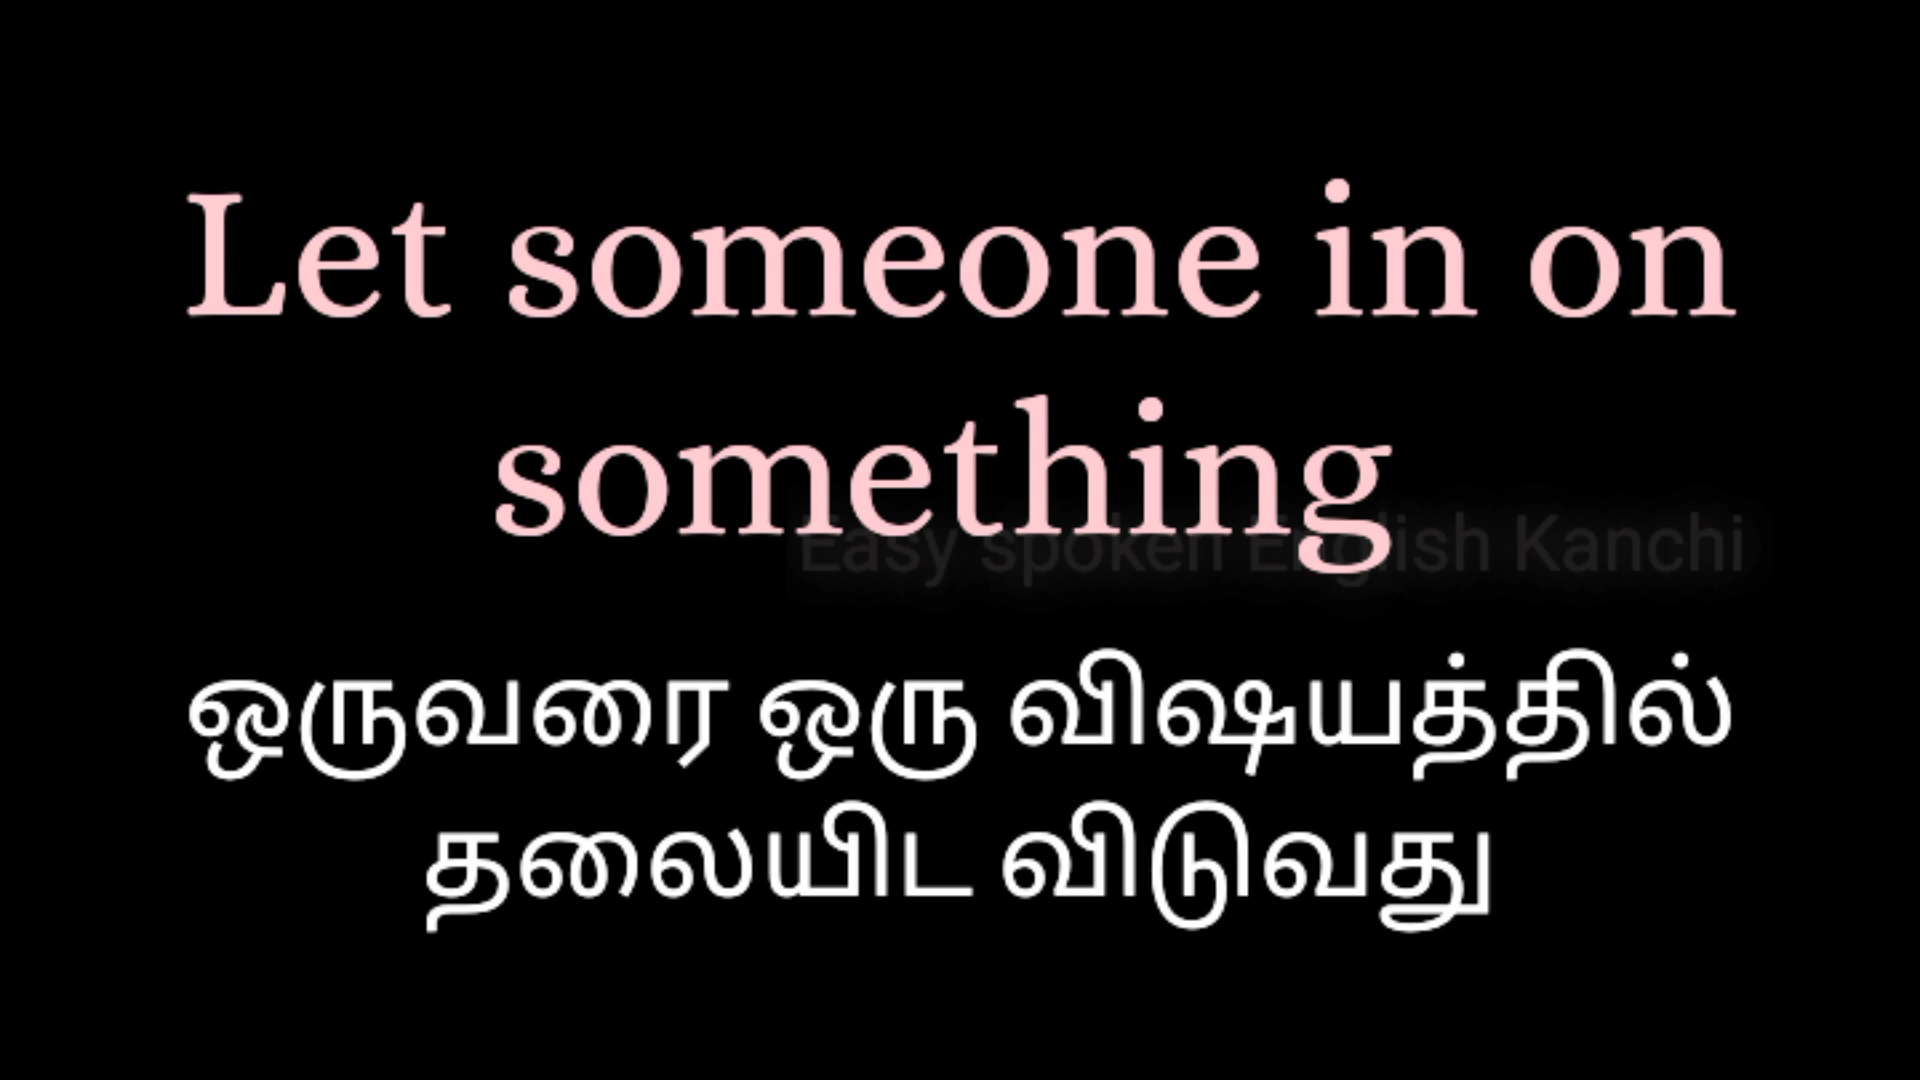 Let someone in on
something
Easy spoken English Kanchi
ஒருவரை ஒரு விஷயத்தில்
தலையிட விடுவது